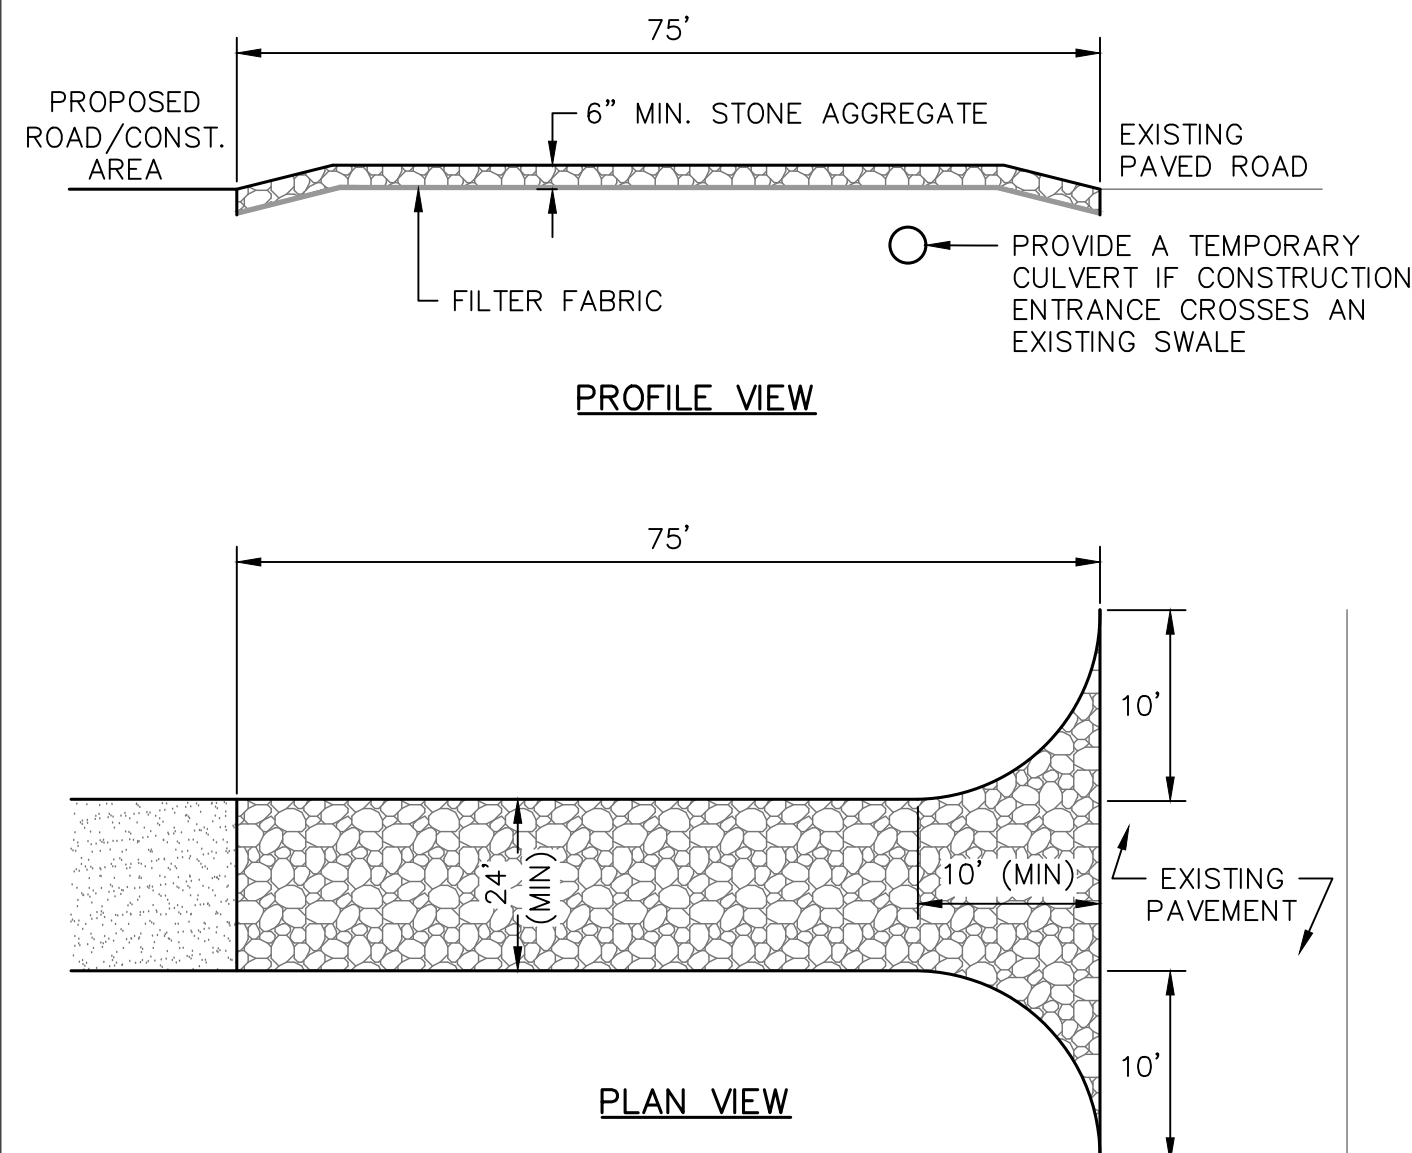 75'
PROPOSED
ROAD/CONST.
AREA
6" MIN. STONE AGGREGATE
EXISTING
PAVED ROAD
FILTER FABRIC
PROVIDE A TEMPORARY
CULVERT IF CONSTRUCTION
ENTRANCE CROSSES AN
EXISTING SWALE
PROFILE VIEW
75'
10'
24'
(MIN)
10' (MIN)
EXISTING
PAVEMENT
10'
PLAN VIEW